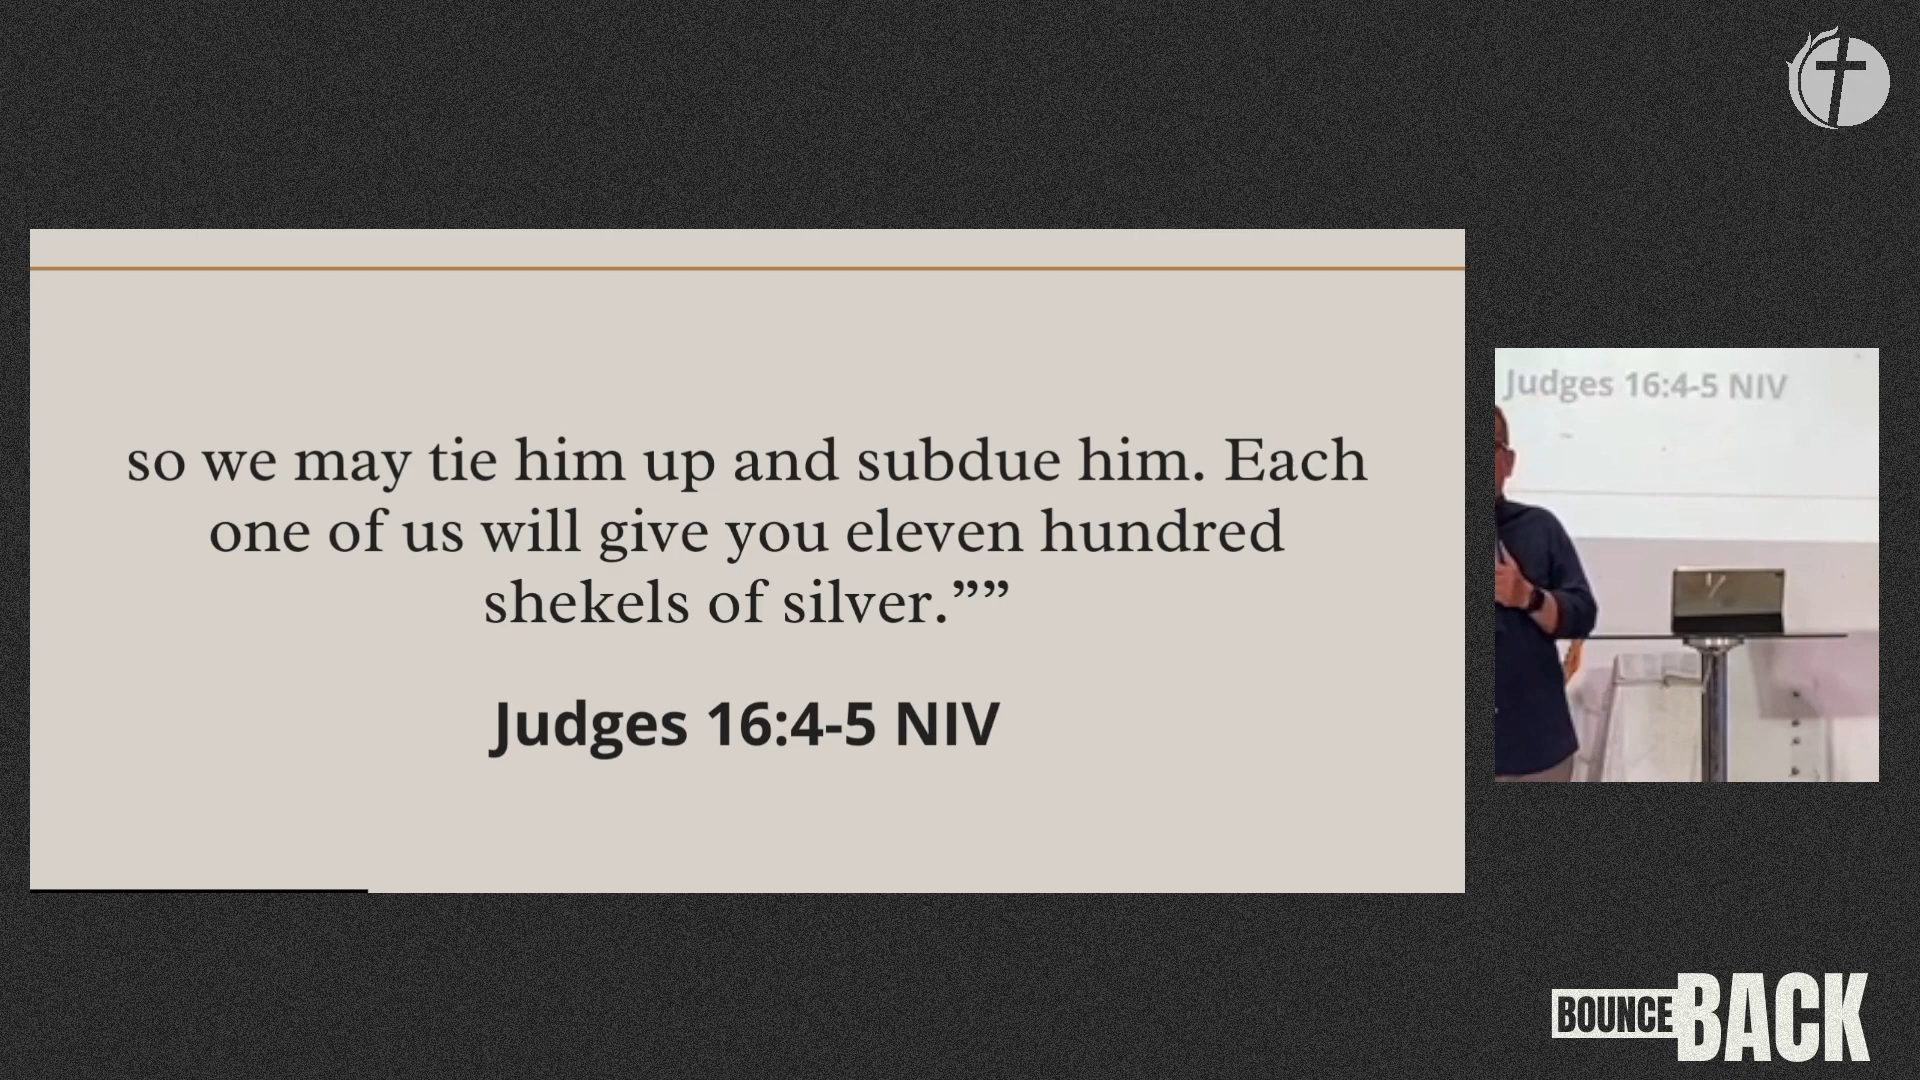 so we may tie him up and subdue him. Each
one of us will give you eleven hundred
shekels of silver.””
Judges 16:4-5 NIV
Judges 16:4-5 NIV
BOUNCE BACK